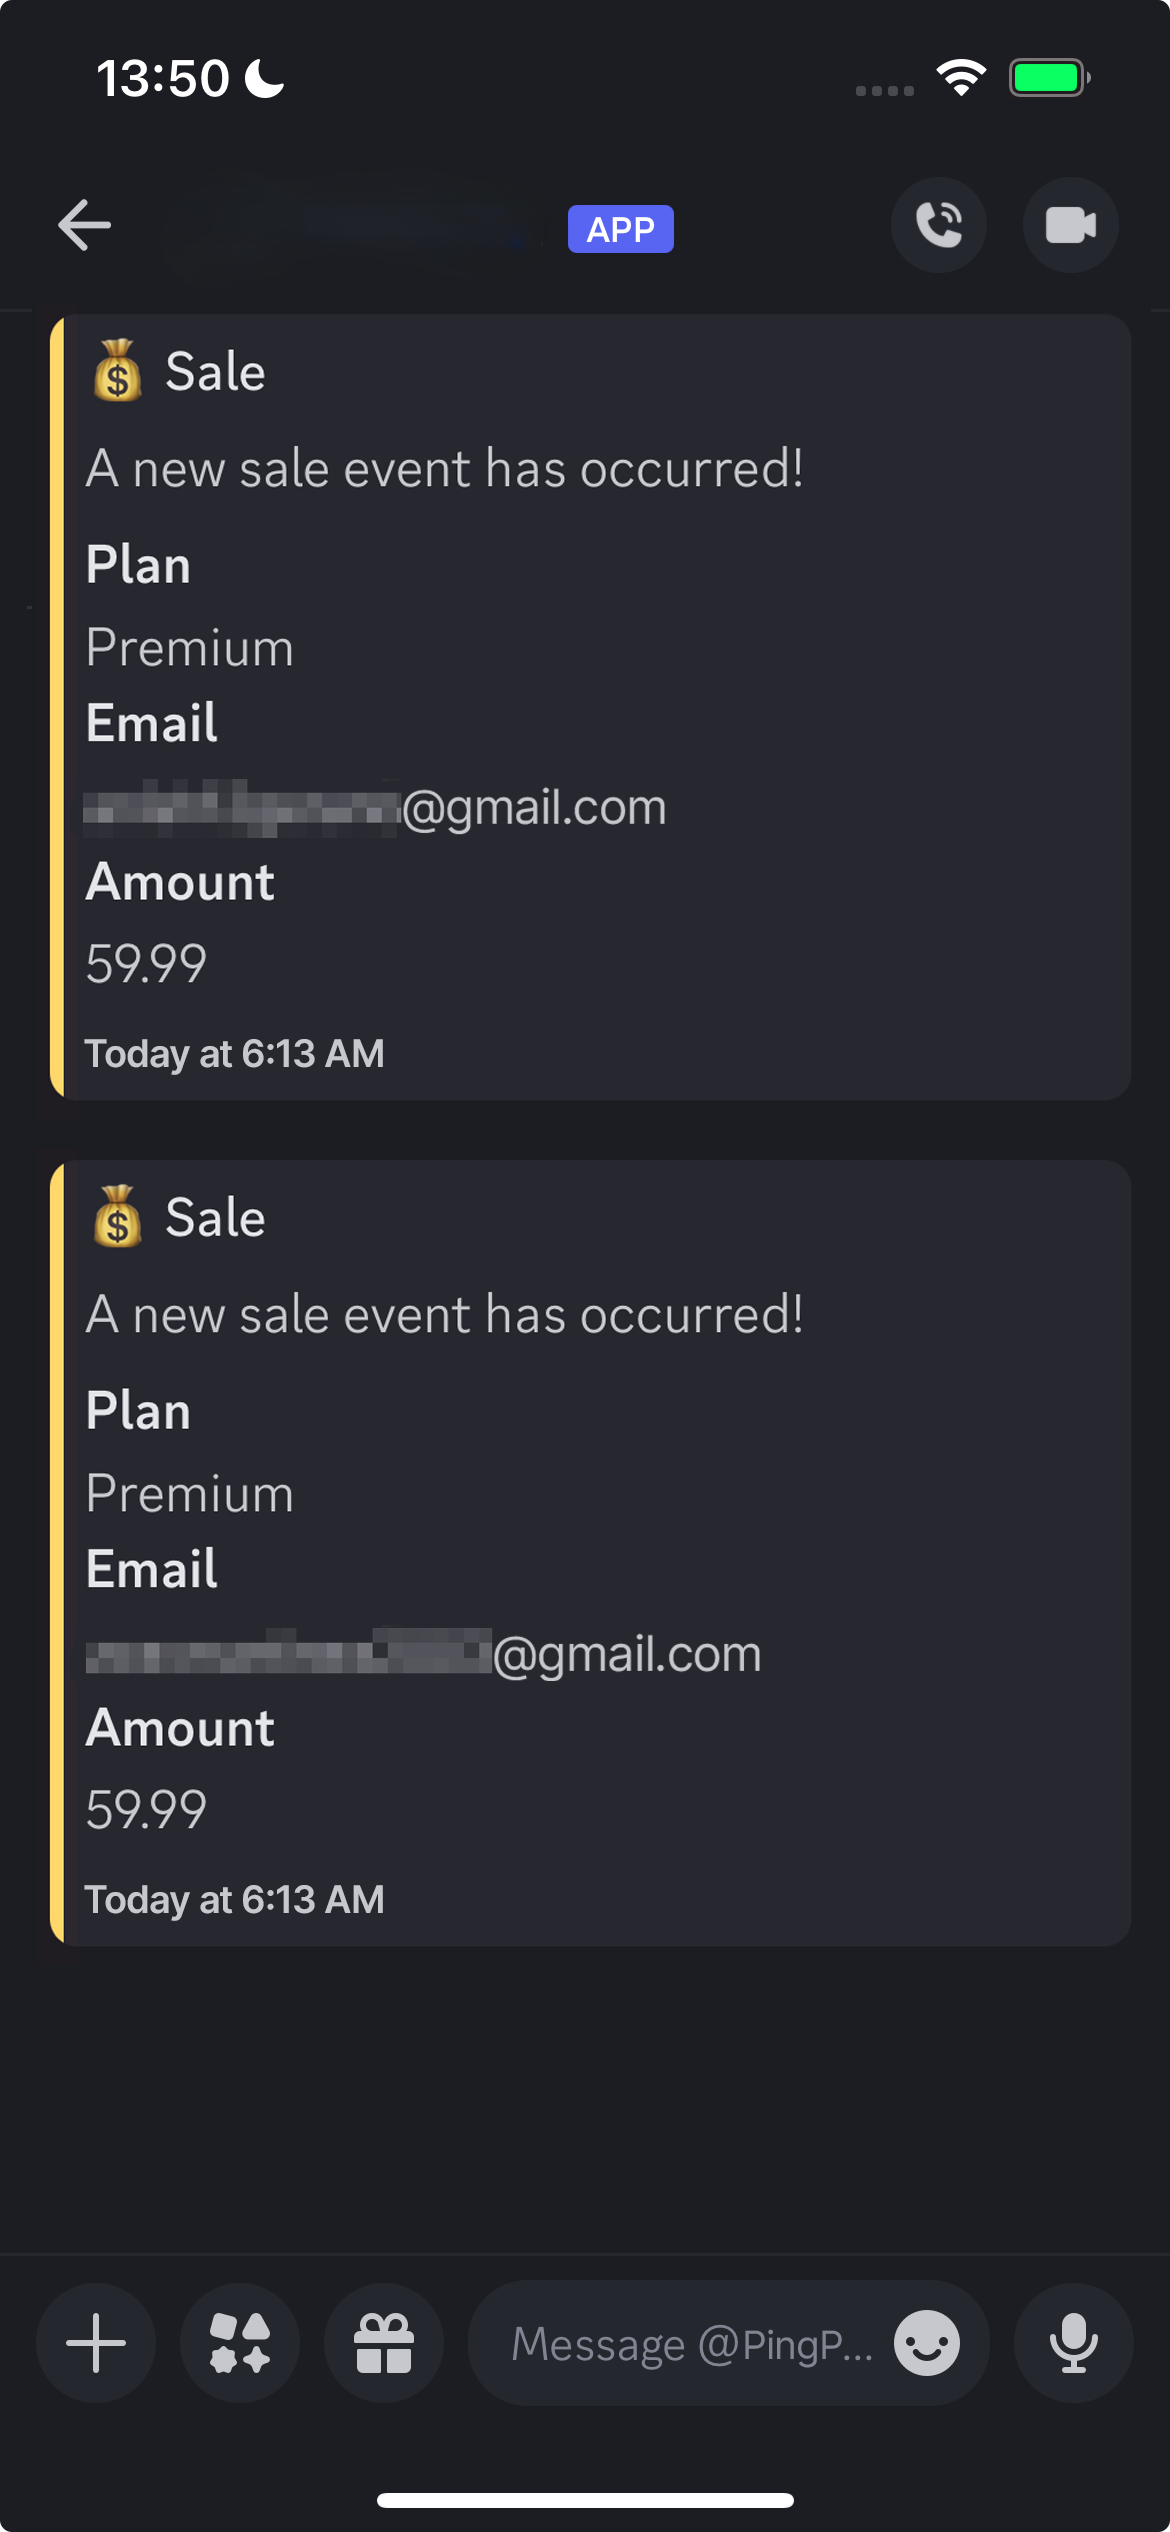 13:50
APP
Sale
A new sale event has occurred!
Plan
Premium
Email
@gmail.com
Amount
59.99
Today at 6:13 AM
Sale
A new sale event has occurred!
Plan
Premium
Email
@gmail.com
Amount
59.99
Today at 6:13 AM
Message @PingP...